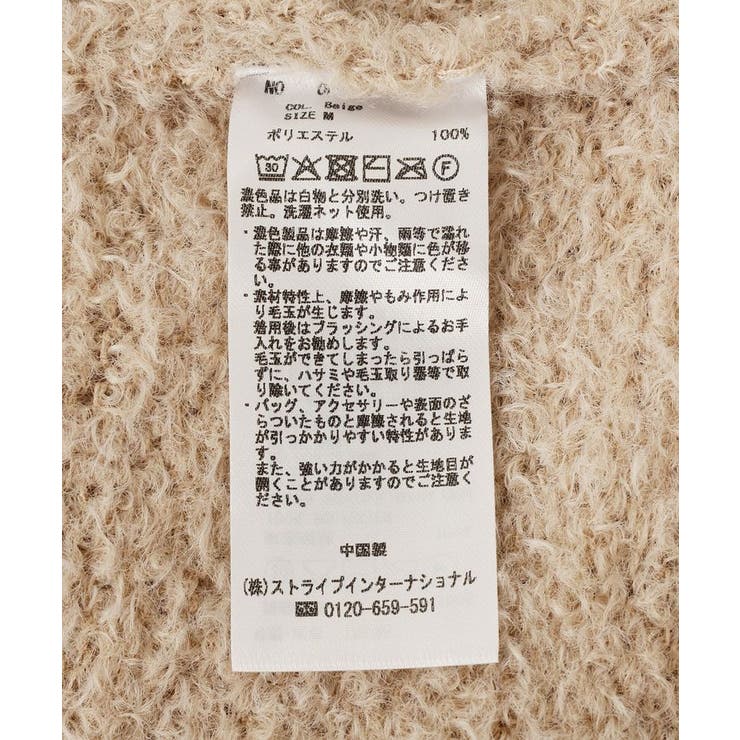 NO
COL. Beige
SIZE M
ポリエステル 100%
30 F
濃色品は白物と分別洗い。つけ置き
禁止。洗濯ネット使用。
・濃色製品は摩擦や汗、雨等で濡れ
た際に他の衣類や小物類に色が移
る事がありますのでご注意くださ
い。
・素材特性上、摩擦やもみ作用によ
り毛玉が生じます。
着用後はブラッシングによるお手
入れをお勧めします。
毛玉ができてしまったら引っぱら
ずに、ハサミや毛玉取り器等で取
り除いてください。
・バッグ、アクセサリーや表面のざ
らついたものと摩擦されると生地
が引っかかりやすい特性がありま
す。
また、強い力がかかると生地目が
開くことがありますのでご注意く
ださい。
中国製
(株)ストライプインターナショナル
0120-659-591